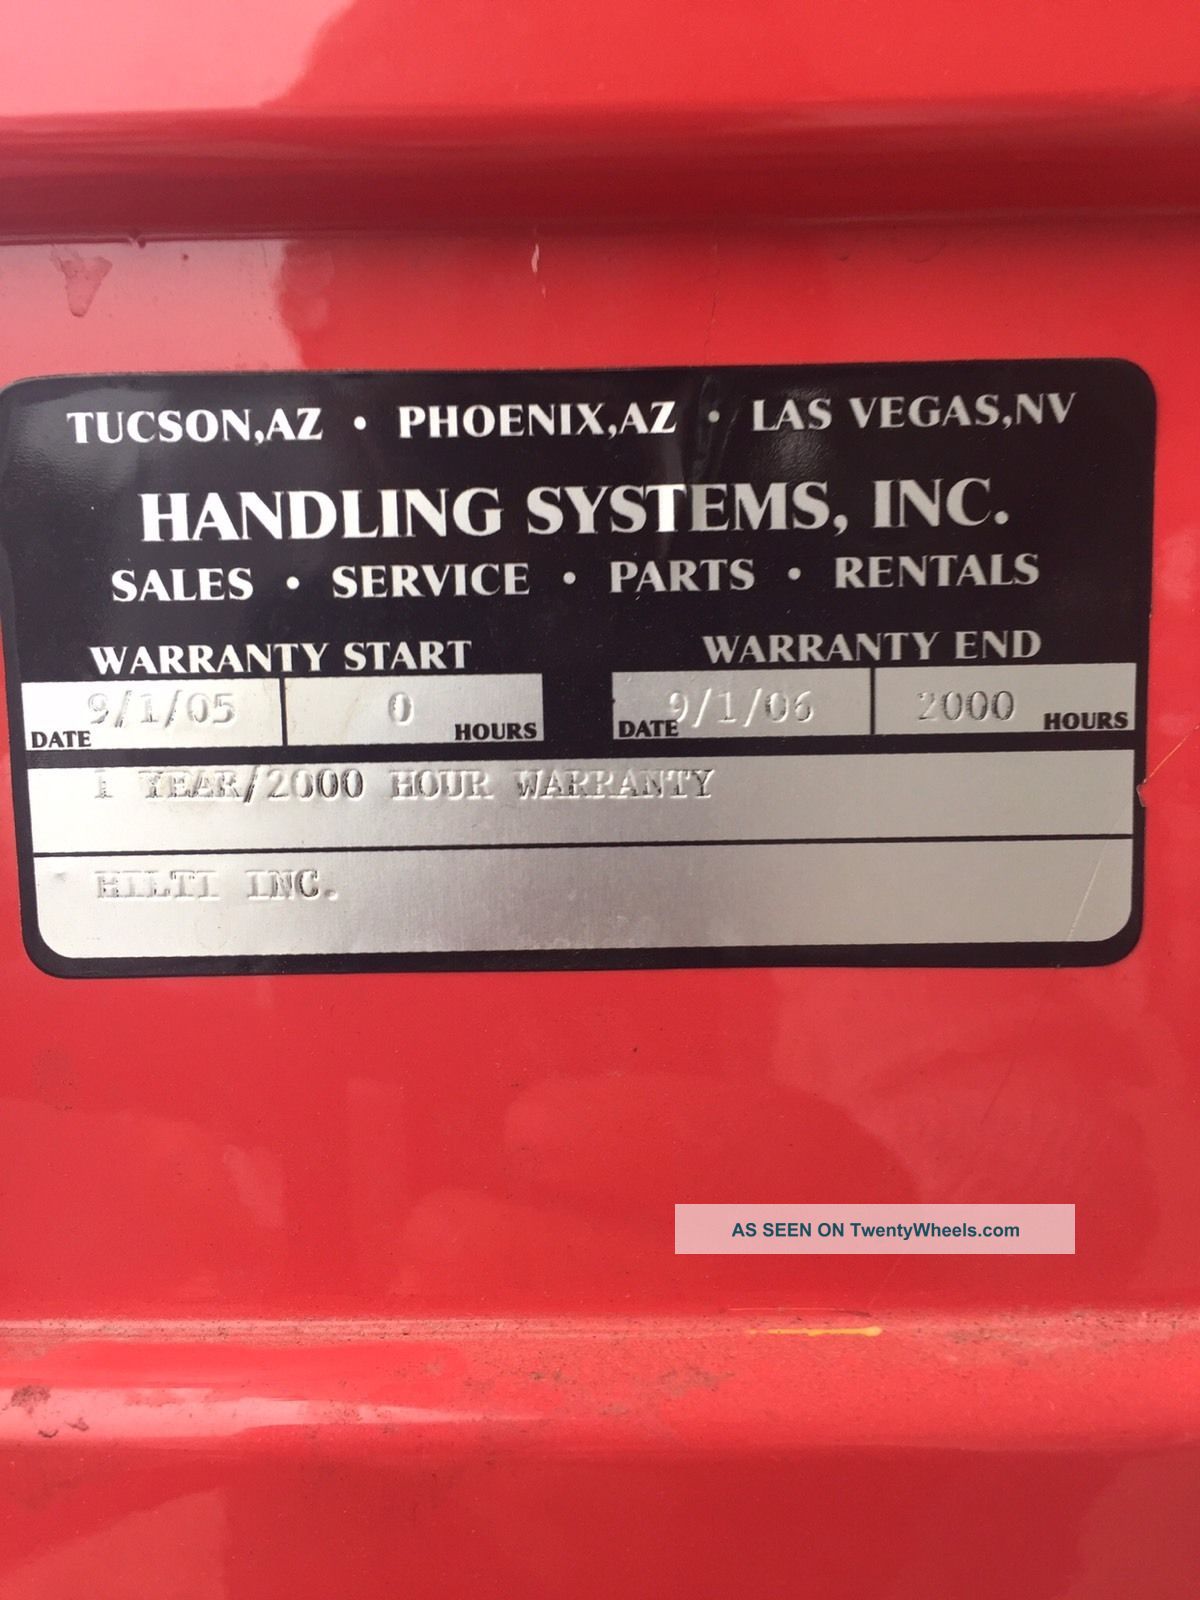 TUCSON,AZ • PHOENIX,AZ • LAS VEGAS,NV
HANDLING SYSTEMS, INC.
SALES • SERVICE • PARTS • RENTALS
WARRANTY START WARRANTY END
DATE 9/1/05 0 HOURS DATE 9/1/06 2000 HOURS
1 YEAR/2000 HOUR WARRANTY
HILTI INC.
AS SEEN ON TwentyWheels.com